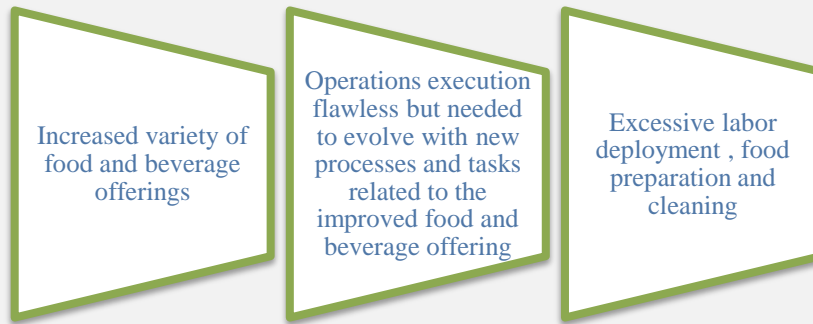 Increased variety of
food and beverage
offerings
Operations execution
flawless but needed
to evolve with new
processes and tasks
related to the
improved food and
beverage offering
Excessive labor
deployment , food
preparation and
cleaning